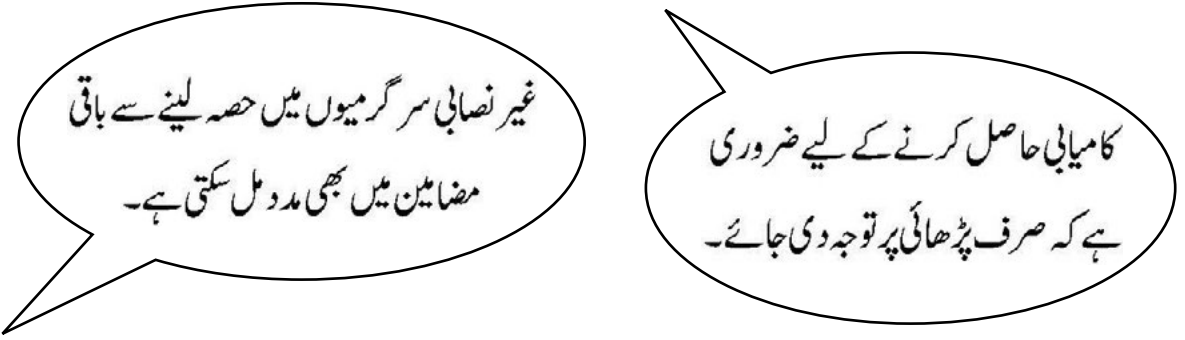 غیر نصابی سرگرمیوں میں حصہ لینے سے باقی
مضامین میں بھی مدد مل سکتی ہے۔
کامیابی حاصل کرنے کے لیے ضروری
ہے کہ صرف پڑھائی پر توجہ دی جائے۔